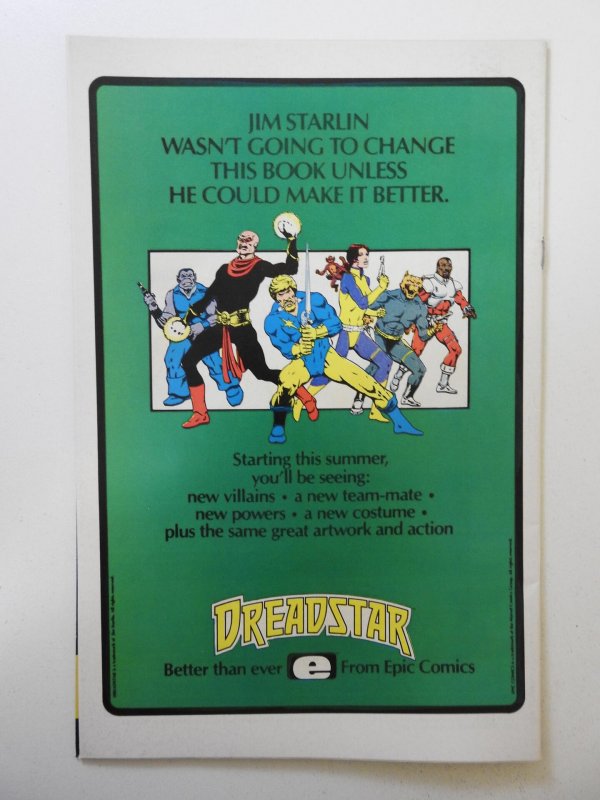 JIM STARLIN
WASN'T GOING TO CHANGE
THIS BOOK UNLESS
HE COULD MAKE IT BETTER.
Starting this summer,
you'll be seeing:
new villains • a new team-mate •
new powers • a new costume •
plus the same great artwork and action
DREADSTAR
Better than ever e From Epic Comics